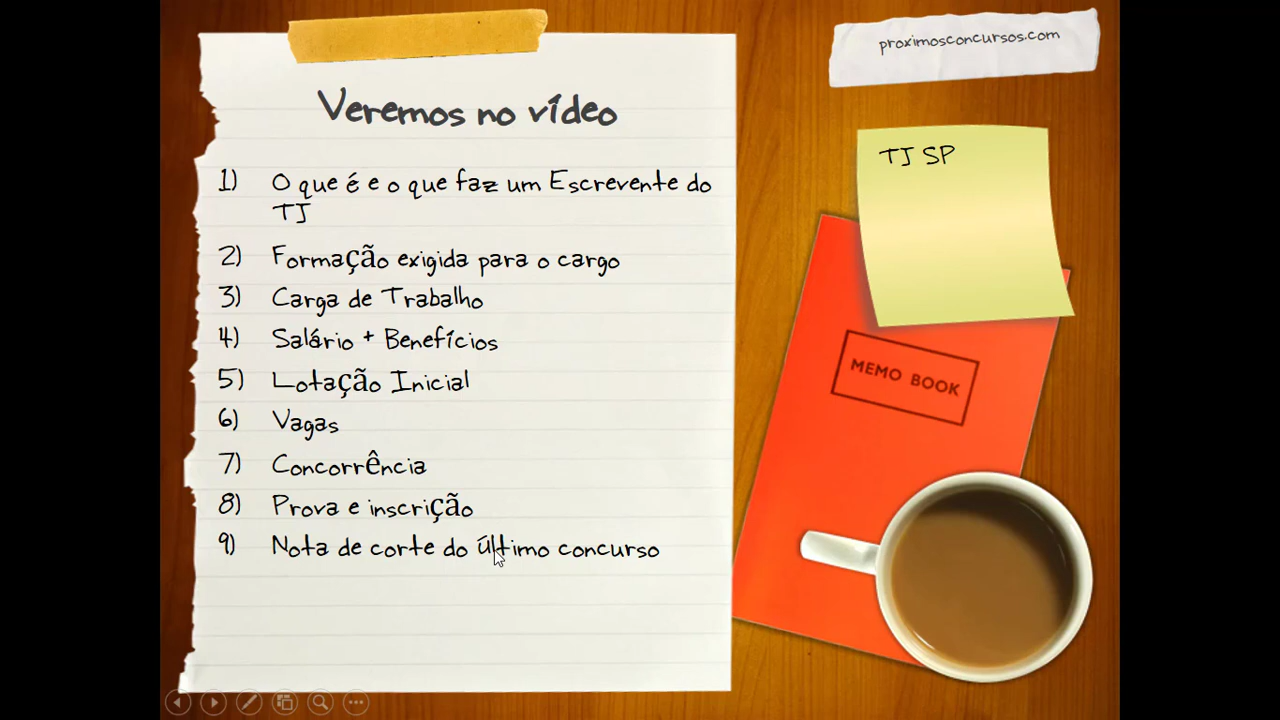 proximosconcursos.com
Veremos no vídeo
TJ SP
1) O que é e o que faz um Escrevente do
TJ
2) Formação exigida para o cargo
3) Carga de Trabalho
4) Salário + Benefícios
5) Lotação Inicial
6) Vagas
7) Concorrência
8) Prova e inscrição
9) Nota de corte do último concurso
MEMO BOOK